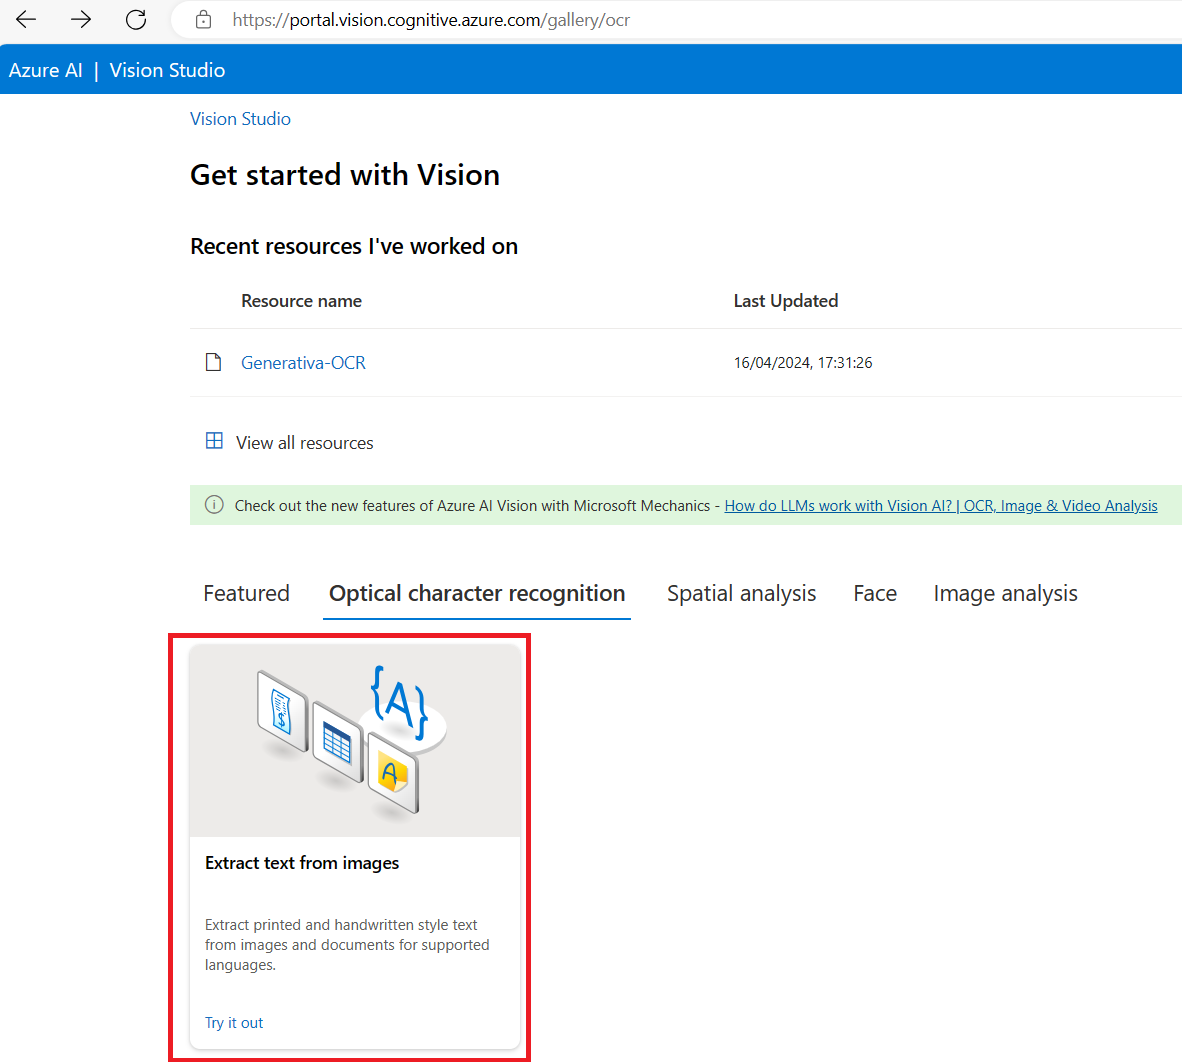 https://portal.vision.cognitive.azure.com/gallery/ocr
Azure AI | Vision Studio
Vision Studio
Get started with Vision
Recent resources I've worked on
Resource name Last Updated
Generativa-OCR 16/04/2024, 17:31:26
View all resources
Check out the new features of Azure AI Vision with Microsoft Mechanics - How do LLMs work with Vision AI? | OCR, Image & Video Analysis
Featured Optical character recognition Spatial analysis Face Image analysis
{A}
$
A
Extract text from images
Extract printed and handwritten style text
from images and documents for supported
languages.
Try it out